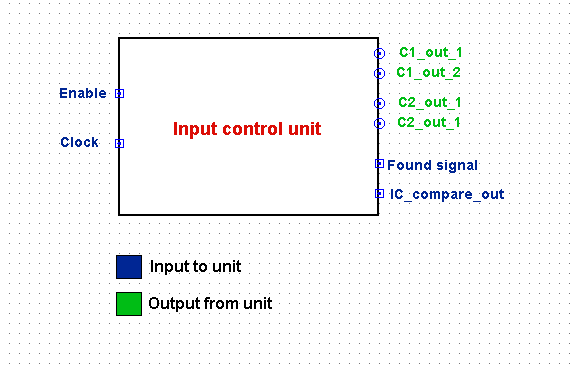 C1_out_1
C1_out_2
Enable
C2_out_1
C2_out_1
Input control unit
Clock
Found signal
IC_compare_out
Input to unit
Output from unit